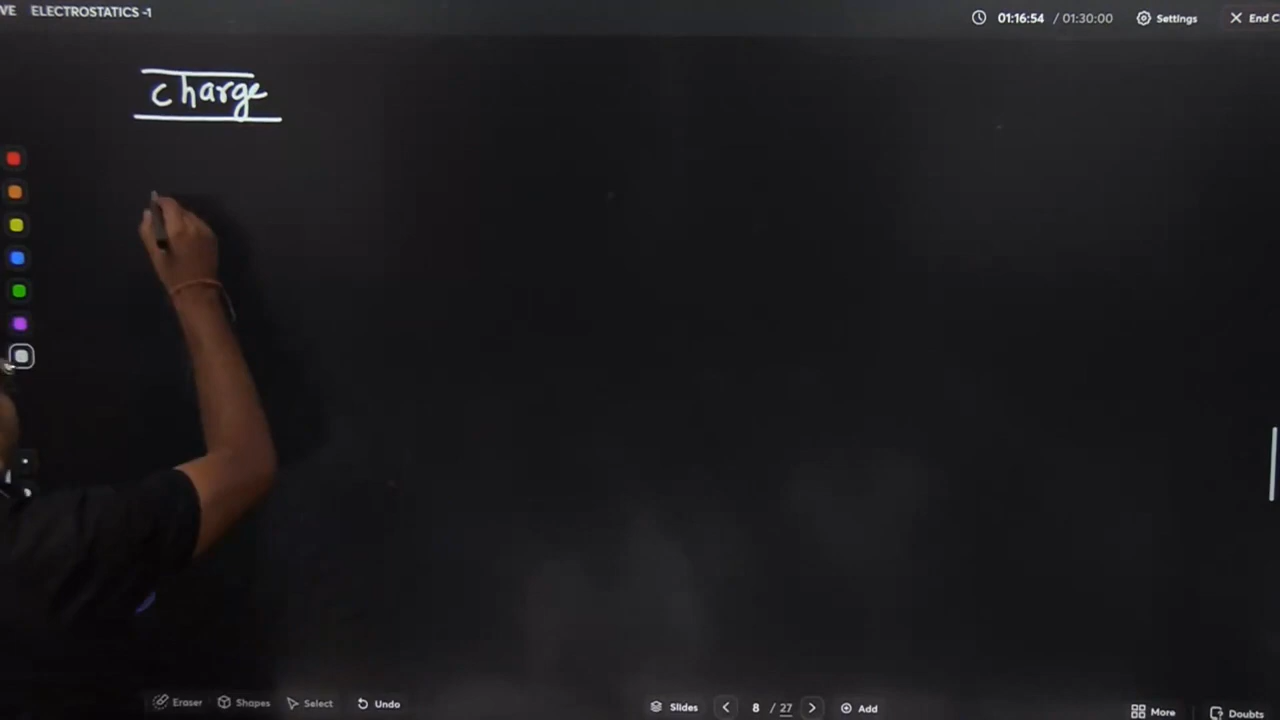 VE ELECTROSTATICS -1
01:16:54 / 01:30:00 Settings End C
charge
Eraser Shapes Select Undo
Slides 8 / 27 Add
More Doubts